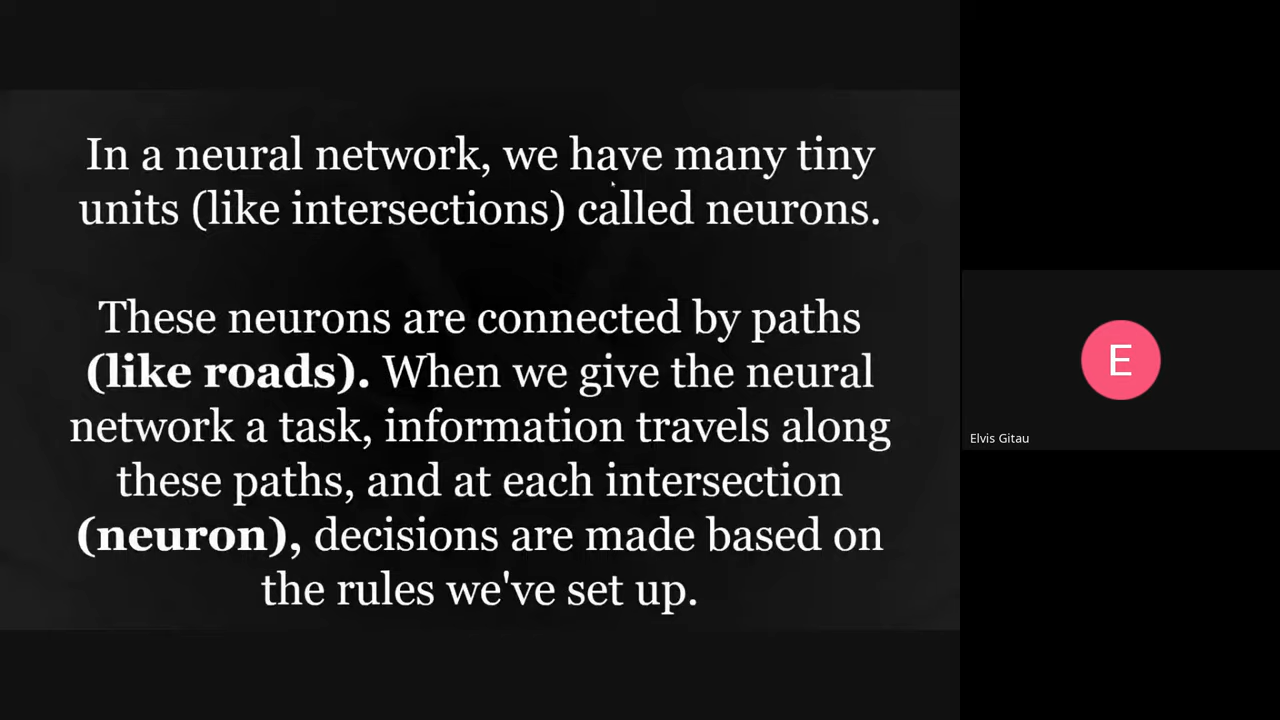 In a neural network, we have many tiny
units (like intersections) called neurons.
These neurons are connected by paths
(like roads). When we give the neural
network a task, information travels along
these paths, and at each intersection
(neuron), decisions are made based on
the rules we've set up.
E
Elvis Gitau